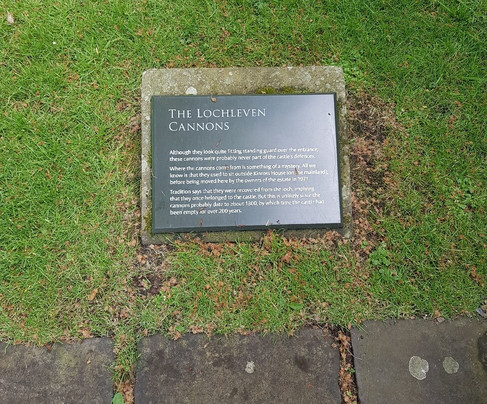 THE LOCHLEVEN
CANNONS
Although they look quite fitting standing guard over the entrance,
these cannons were probably never part of the castle's defences.
Where the cannons came from is something of a mystery. All we
know is that they used to sit outside Kinross House (on the mainland),
before being moved here by the owners of the estate in
Tradition says that they were recovered from the loch, implying
that they once belonged to the castle. But this is unlikely since the
cannons probably date to about 1800, by which time the castle had
been empty for over 200 years.